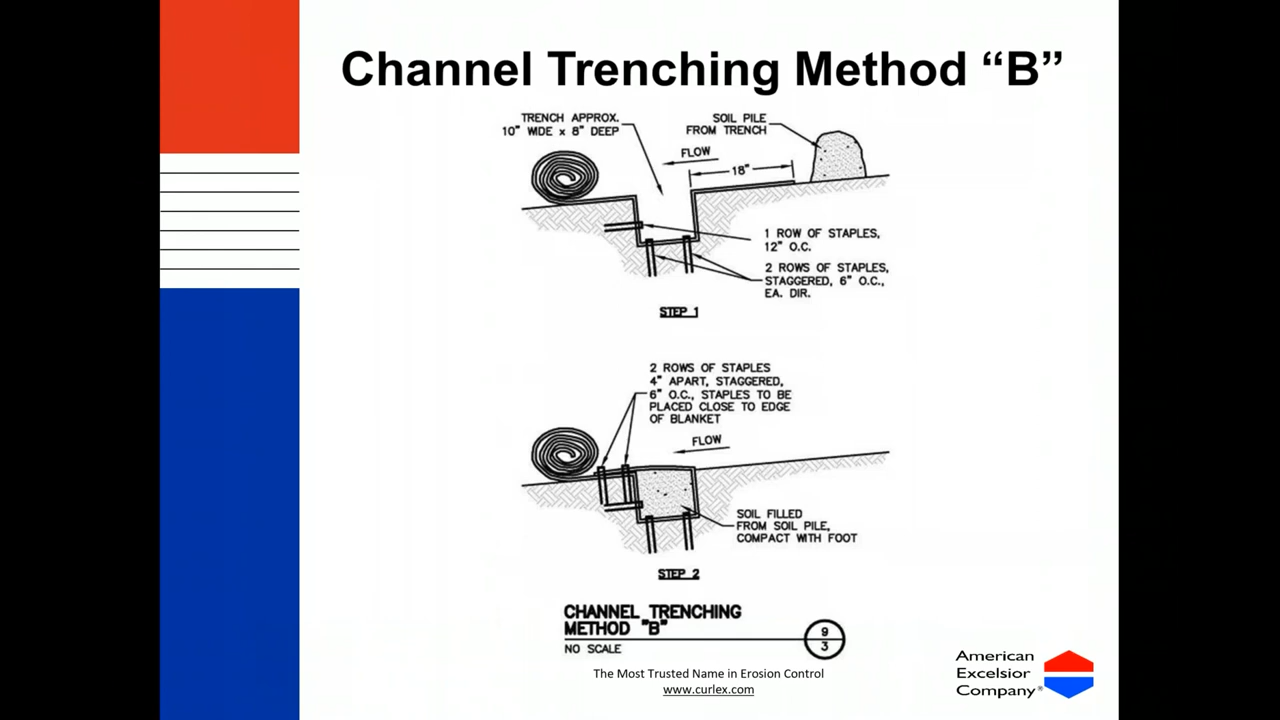 Channel Trenching Method “B”
TRENCH APPROX.
10" WIDE x 8" DEEP
SOIL PILE
FROM TRENCH
FLOW
18"
1 ROW OF STAPLES,
12" O.C.
2 ROWS OF STAPLES,
STAGGERED, 6" O.C.,
EA. DIR.
STEP 1
2 ROWS OF STAPLES
4" APART, STAGGERED,
6" O.C., STAPLES TO BE
PLACED CLOSE TO EDGE
OF BLANKET
FLOW
SOIL FILLED
FROM SOIL PILE,
COMPACT WITH FOOT
STEP 2
CHANNEL TRENCHING
METHOD "B"
NO SCALE
9
3
The Most Trusted Name in Erosion Control
www.curlex.com
American
Excelsior
Company®